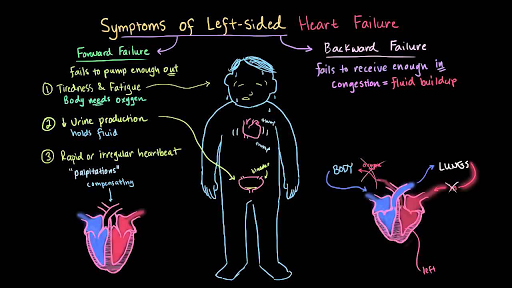 Symptoms of Left-sided Heart Failure
Forward Failure
Fails to pump enough out
① Tiredness & Fatigue
Body needs oxygen
② ↓ Urine production
holds fluid
③ Rapid or irregular heartbeat
"palpitations"
compensating
Backward Failure
fails to receive enough in
congestion = fluid buildup
bladder
BODY
oxygen
LUNGS
left